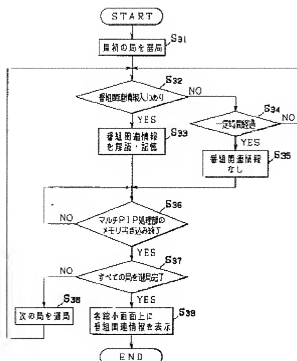 START
最初の局を選局
S31
番組関連情報入力あり
S32
NO
YES
一定時間経過
S34
NO
YES
番組関連情報
を解読・記憶
S33
番組関連情報
なし
S35
マルチPIP処理部の
メモリ書き込み終了
S36
NO
YES
すべての局を選局完了
S37
NO
YES
次の局を選局
S38
各縮小画面上に
番組関連情報を表示
S39
END